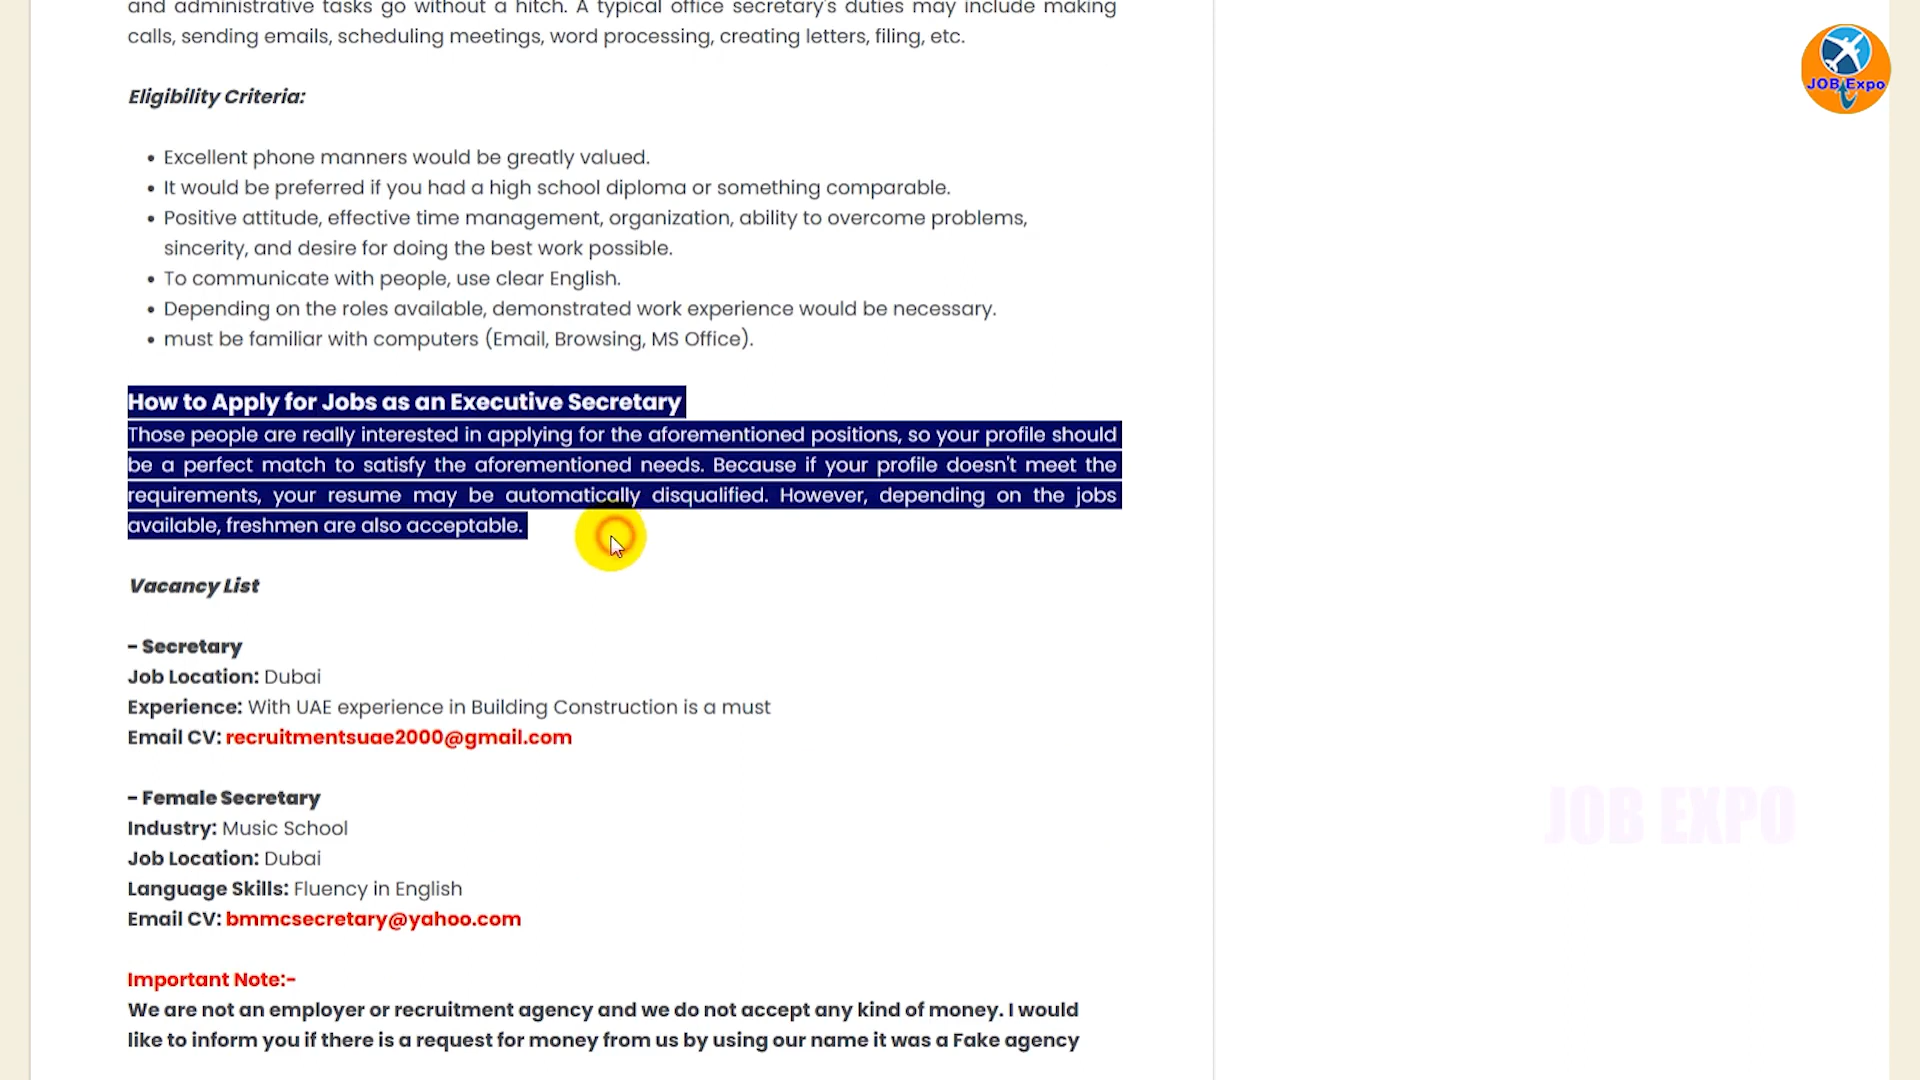 and administrative tasks go without a hitch. A typical office secretary's duties may include making
calls, sending emails, scheduling meetings, word processing, creating letters, filing, etc.
JOB Expo
Eligibility Criteria:
• Excellent phone manners would be greatly valued.
• It would be preferred if you had a high school diploma or something comparable.
• Positive attitude, effective time management, organization, ability to overcome problems,
sincerity, and desire for doing the best work possible.
• To communicate with people, use clear English.
• Depending on the roles available, demonstrated work experience would be necessary.
• must be familiar with computers (Email, Browsing, MS Office).
How to Apply for Jobs as an Executive Secretary
Those people are really interested in applying for the aforementioned positions, so your profile should
be a perfect match to satisfy the aforementioned needs. Because if your profile doesn't meet the
requirements, your resume may be automatically disqualified. However, depending on the jobs
available, freshmen are also acceptable.
Vacancy List
- Secretary
Job Location: Dubai
Experience: With UAE experience in Building Construction is a must
Email CV: recruitmentsuae2000@gmail.com
- Female Secretary
Industry: Music School
Job Location: Dubai
Language Skills: Fluency in English
Email CV: bmmcsecretary@yahoo.com
JOB EXPO
Important Note:-
We are not an employer or recruitment agency and we do not accept any kind of money. I would
like to inform you if there is a request for money from us by using our name it was a Fake agency